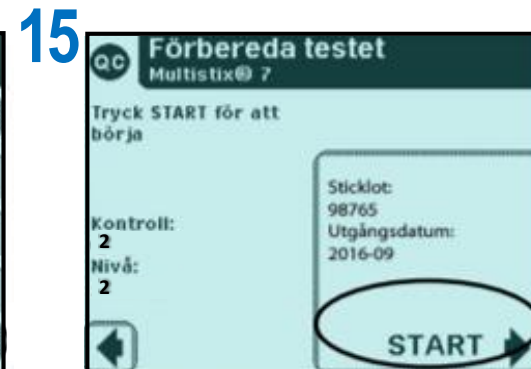 15
QC
Förbereda testet
Multistix® 7
Tryck START för att
börja
Kontroll:
2
Nivå:
2
Sticklot:
98765
Utgångsdatum:
2016-09
START